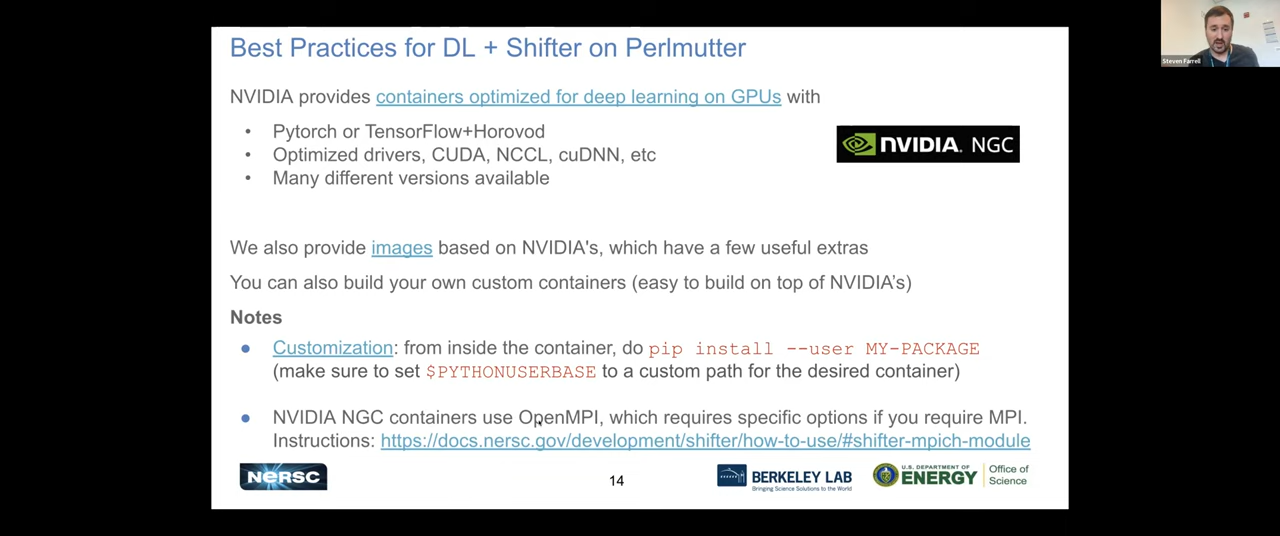 Best Practices for DL + Shifter on Perlmutter
Steven Farrell
NVIDIA provides containers optimized for deep learning on GPUs with
• Pytorch or TensorFlow+Horovod
• Optimized drivers, CUDA, NCCL, cuDNN, etc
• Many different versions available
NVIDIA. NGC
We also provide images based on NVIDIA's, which have a few useful extras
You can also build your own custom containers (easy to build on top of NVIDIA's)
Notes
● Customization: from inside the container, do pip install --user MY-PACKAGE
(make sure to set $PYTHONUSERBASE to a custom path for the desired container)
● NVIDIA NGC containers use OpenMPI, which requires specific options if you require MPI.
Instructions: https://docs.nersc.gov/development/shifter/how-to-use/#shifter-mpich-module
NERSC
14
BERKELEY LAB
Bringing Science Solutions to the World
U.S. DEPARTMENT OF
ENERGY
Office of
Science